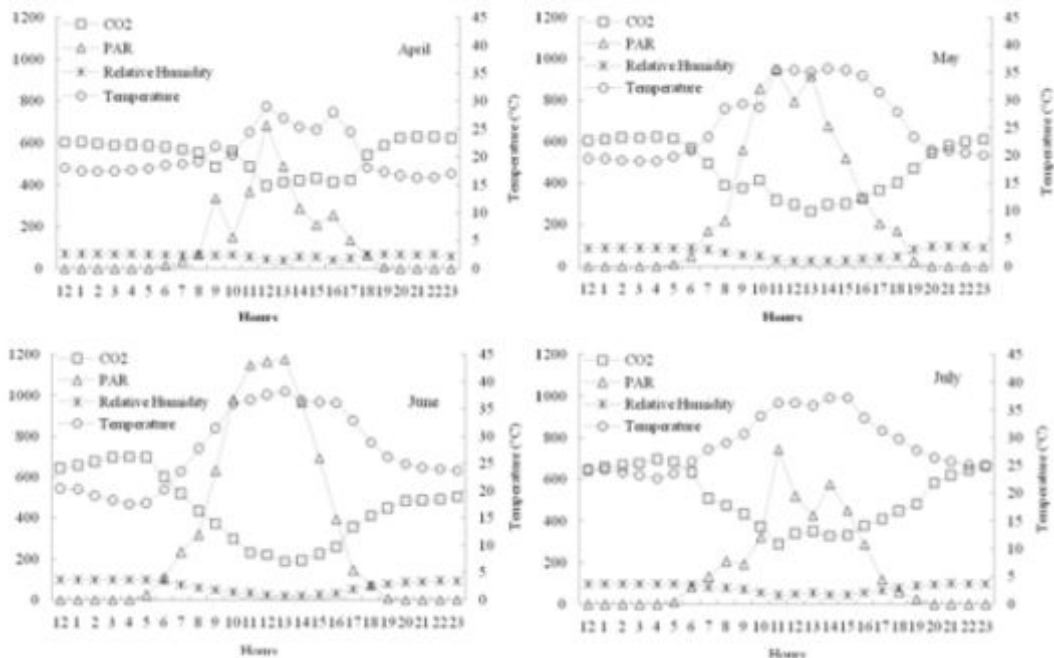 1200
1000
800
600
400
200
0
45
40
35
30
25
20
15
10
5
0
CO2
PAR
Relative Humidity
Temperature
April
Temperature (°C)
12 1 2 3 4 5 6 7 8 9 10 11 12 13 14 15 16 17 18 19 20 21 22 23
Hours
1200
1000
800
600
400
200
0
45
40
35
30
25
20
15
10
5
0
CO2
PAR
Relative Humidity
Temperature
May
Temperature (°C)
12 1 2 3 4 5 6 7 8 9 10 11 12 13 14 15 16 17 18 19 20 21 22 23
Hours
1200
1000
800
600
400
200
0
45
40
35
30
25
20
15
10
5
0
CO2
PAR
Relative Humidity
Temperature
June
Temperature (°C)
12 1 2 3 4 5 6 7 8 9 10 11 12 13 14 15 16 17 18 19 20 21 22 23
Hours
1200
1000
800
600
400
200
0
45
40
35
30
25
20
15
10
5
0
CO2
PAR
Relative Humidity
Temperature
July
Temperature (°C)
12 1 2 3 4 5 6 7 8 9 10 11 12 13 14 15 16 17 18 19 20 21 22 23
Hours